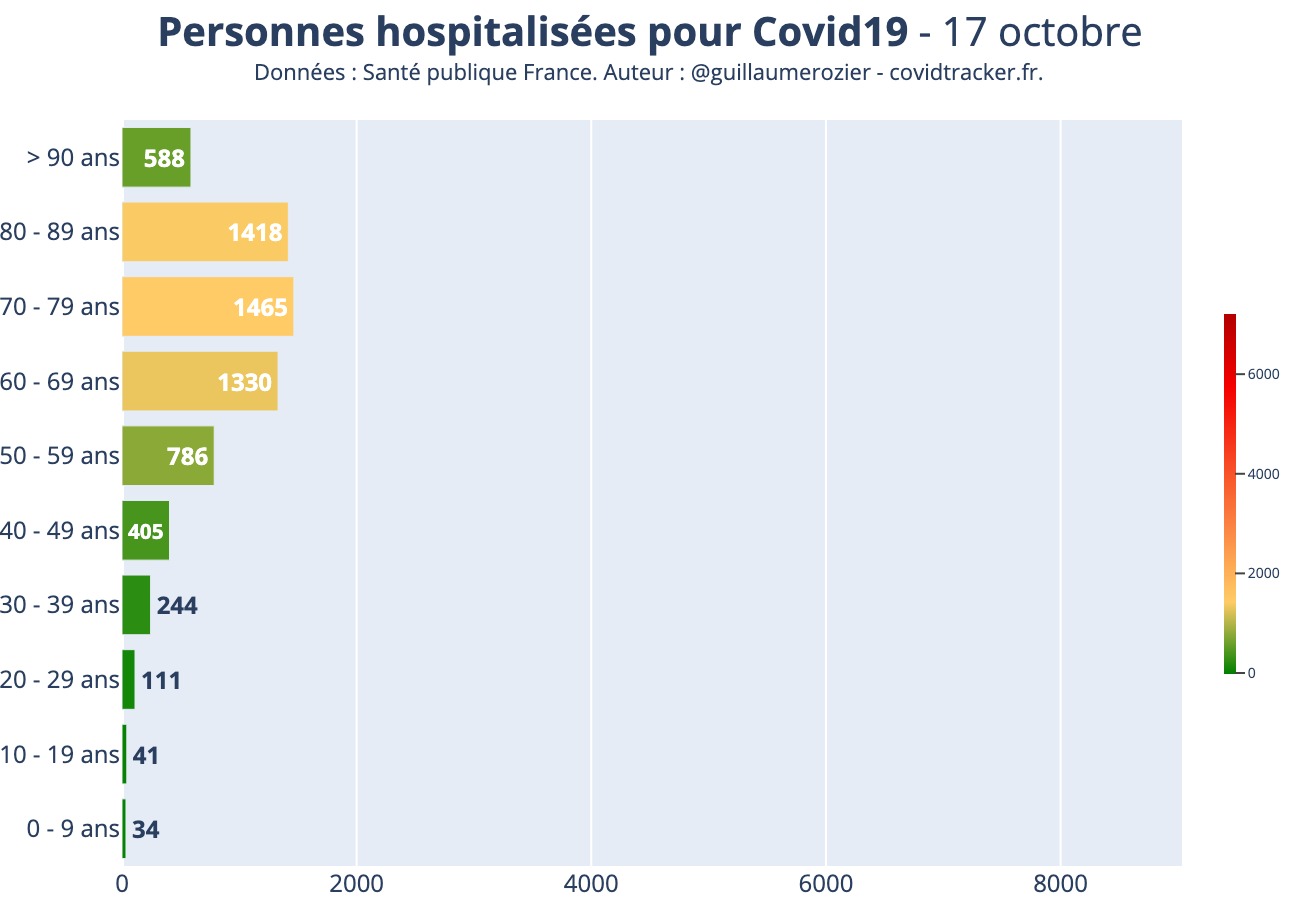 Personnes hospitalisées pour Covid19 - 17 octobre
Données : Santé publique France. Auteur : @guillaumerozier - covidtracker.fr.
> 90 ans 588
80 - 89 ans 1418
70 - 79 ans 1465
60 - 69 ans 1330
50 - 59 ans 786
40 - 49 ans 405
30 - 39 ans 244
20 - 29 ans 111
10 - 19 ans 41
0 - 9 ans 34
0 2000 4000 6000 8000
6000
4000
2000
0